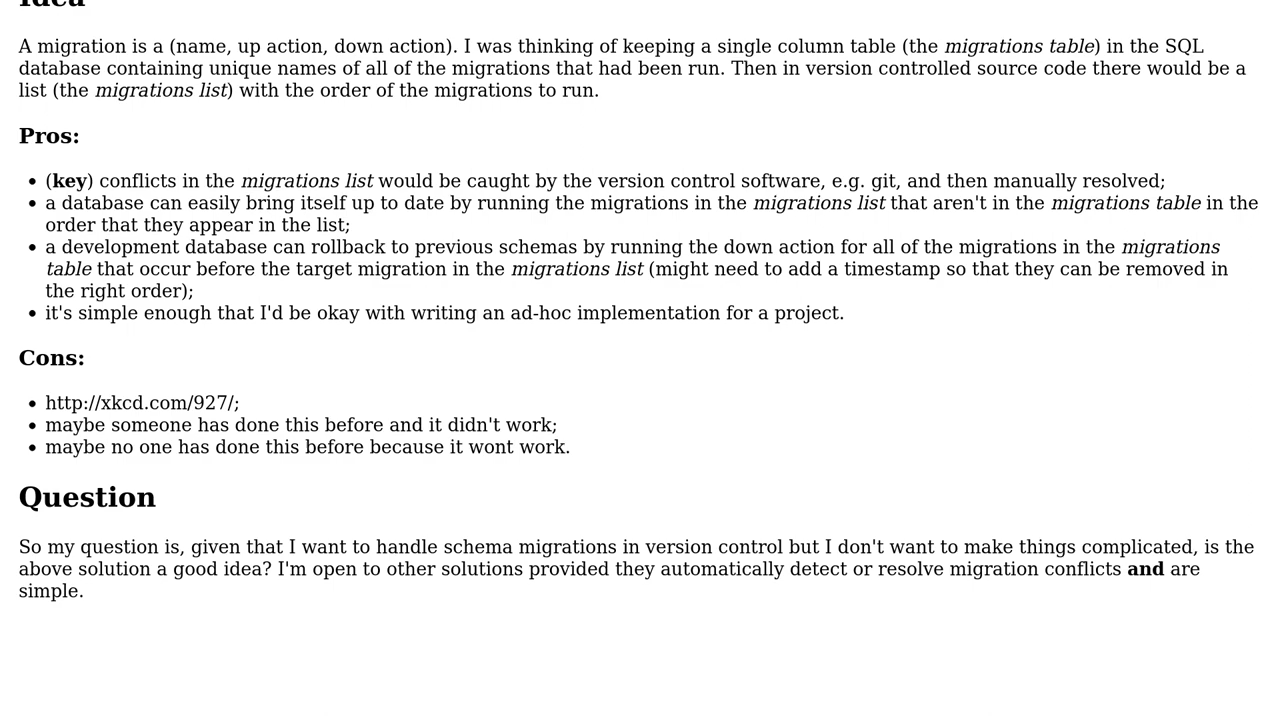 Idea
A migration is a (name, up action, down action). I was thinking of keeping a single column table (the migrations table) in the SQL
database containing unique names of all of the migrations that had been run. Then in version controlled source code there would be a
list (the migrations list) with the order of the migrations to run.
Pros:
• (key) conflicts in the migrations list would be caught by the version control software, e.g. git, and then manually resolved;
• a database can easily bring itself up to date by running the migrations in the migrations list that aren't in the migrations table in the
order that they appear in the list;
• a development database can rollback to previous schemas by running the down action for all of the migrations in the migrations
table that occur before the target migration in the migrations list (might need to add a timestamp so that they can be removed in
the right order);
• it's simple enough that I'd be okay with writing an ad-hoc implementation for a project.
Cons:
• http://xkcd.com/927/;
• maybe someone has done this before and it didn't work;
• maybe no one has done this before because it wont work.
Question
So my question is, given that I want to handle schema migrations in version control but I don't want to make things complicated, is the
above solution a good idea? I'm open to other solutions provided they automatically detect or resolve migration conflicts and are
simple.